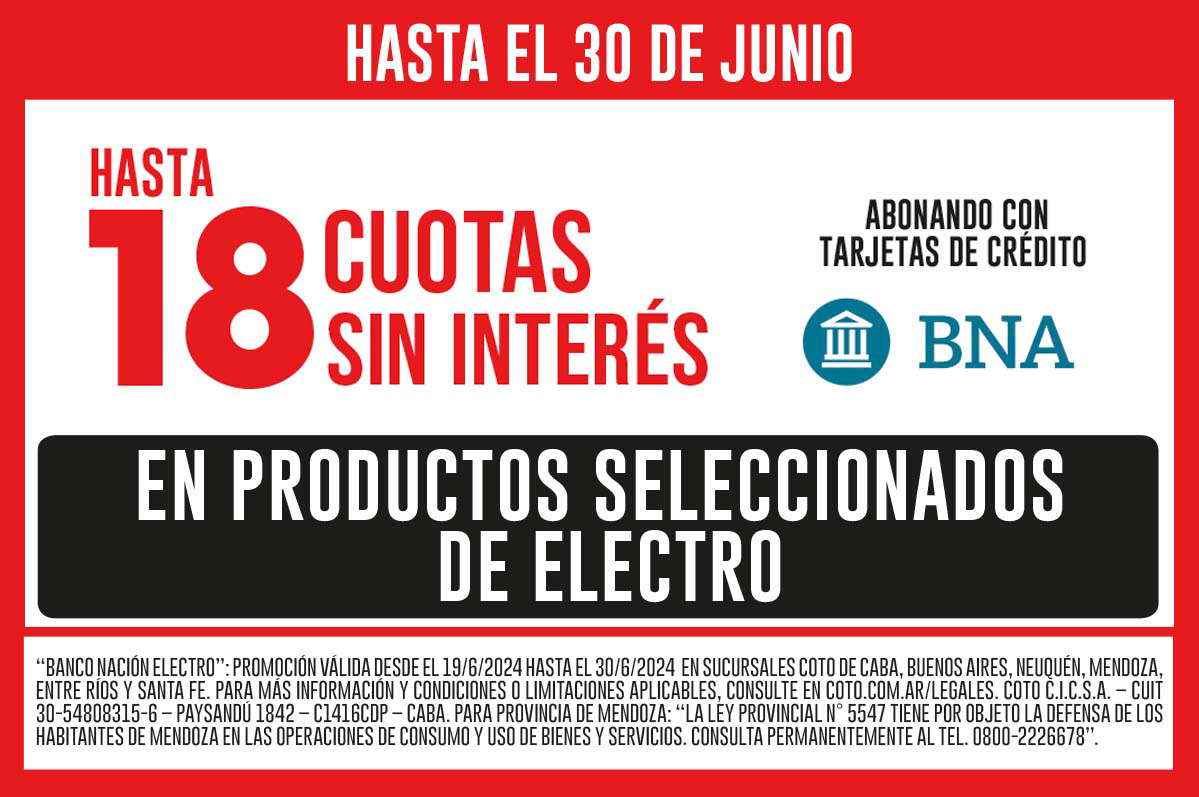 HASTA EL 30 DE JUNIO
HASTA
18 CUOTAS
SIN INTERÉS
ABONANDO CON
TARJETAS DE CRÉDITO
BNA
EN PRODUCTOS SELECCIONADOS
DE ELECTRO
“BANCO NACIÓN ELECTRO”: PROMOCIÓN VÁLIDA DESDE EL 19/6/2024 HASTA EL 30/6/2024 EN SUCURSALES COTO DE CABA, BUENOS AIRES, NEUQUÉN, MENDOZA,
ENTRE RÍOS Y SANTA FE. PARA MÁS INFORMACIÓN Y CONDICIONES O LIMITACIONES APLICABLES, CONSULTE EN COTO.COM.AR/LEGALES. COTO C.I.C.S.A. – CUIT
30-54808315-6 – PAYSANDÚ 1842 – C1416CDP – CABA. PARA PROVINCIA DE MENDOZA: “LA LEY PROVINCIAL N° 5547 TIENE POR OBJETO LA DEFENSA DE LOS
HABITANTES DE MENDOZA EN LAS OPERACIONES DE CONSUMO Y USO DE BIENES Y SERVICIOS. CONSULTA PERMANENTEMENTE AL TEL. 0800-2226678”.